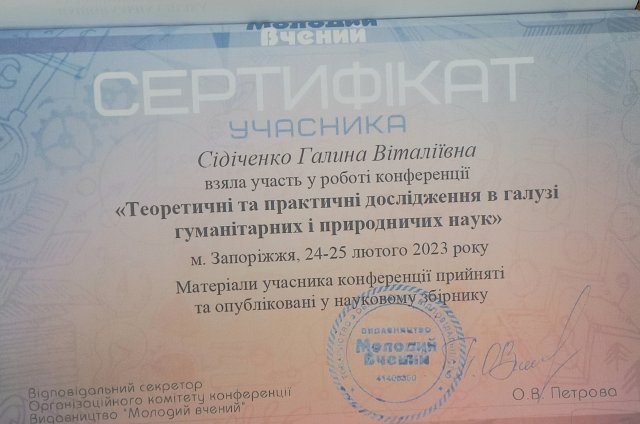 Молодий
Вчений
СЕРТИФІКАТ
УЧАСНИКА
Сідіченко Галина Віталіївна
взяла участь у роботі конференції
«Теоретичні та практичні дослідження в галузі
гуманітарних і природничих наук»
м. Запоріжжя, 24-25 лютого 2023 року
Матеріали учасника конференції прийняті
та опубліковані у науковому збірнику
ВИДАВНИЦТВО
Молодий
Вчений
Відповідальний секретар
Організаційного комітету конференції
Видавництво "Молодий вчений"
О.В. Петрова